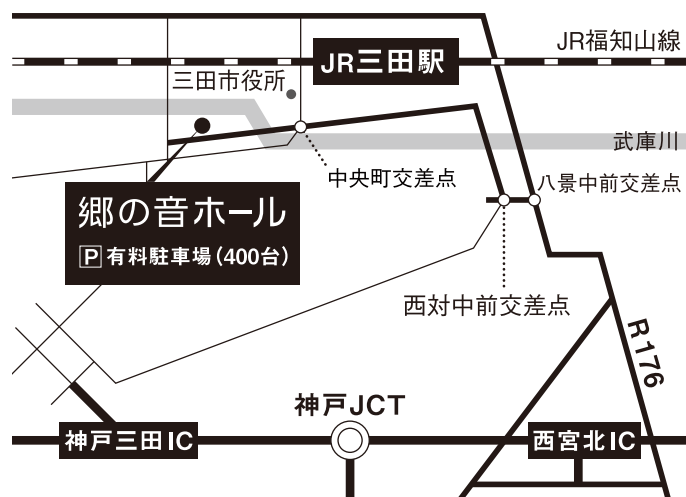 JR福知山線
JR三田駅
三田市役所
武庫川
中央町交差点
八景中前交差点
郷の音ホール
P 有料駐車場(400台)
西対中前交差点
R176
神戸JCT
神戸三田IC
西宮北IC